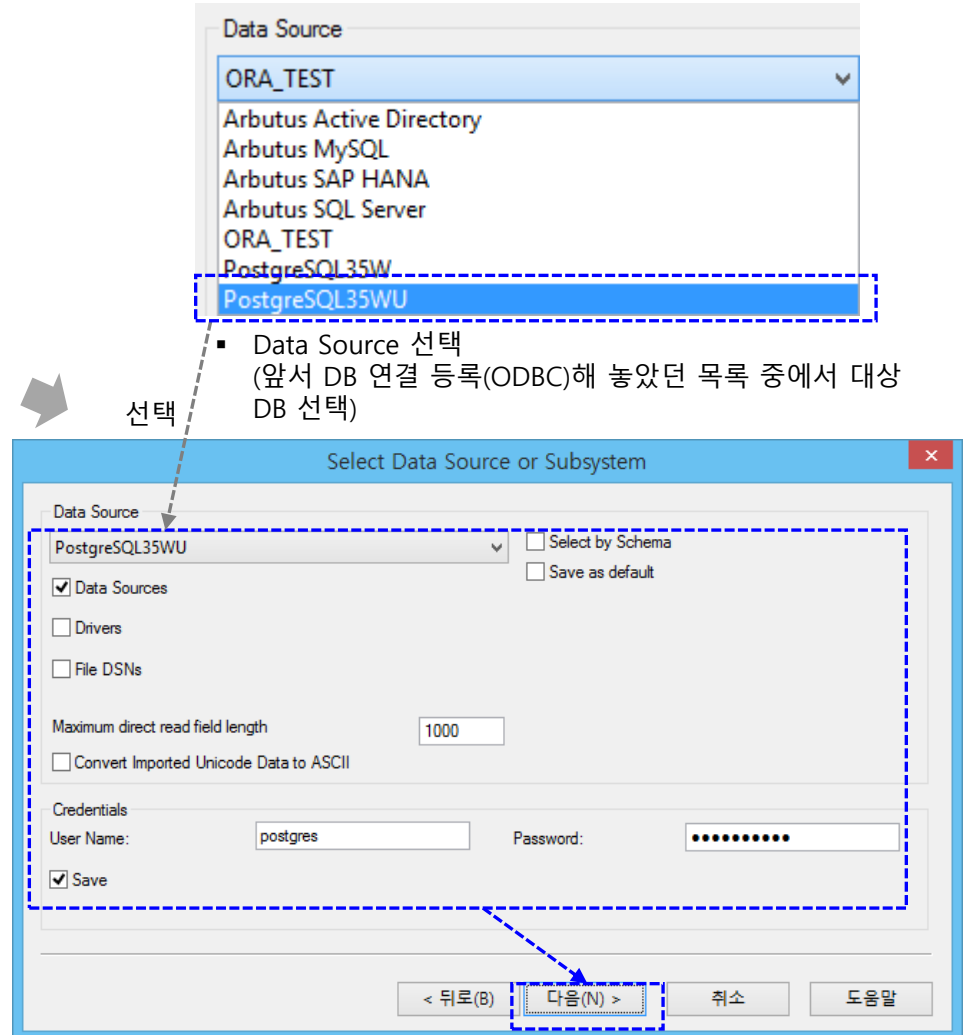 Data Source
ORA_TEST
Arbutus Active Directory
Arbutus MySQL
Arbutus SAP HANA
Arbutus SQL Server
ORA_TEST
PostgreSQL35W
PostgreSQL35WU
▪ Data Source 선택
(앞서 DB 연결 등록(ODBC)해 놓았던 목록 중에서 대상
DB 선택)
선택
Select Data Source or Subsystem
Data Source
PostgreSQL35WU
Select by Schema
Save as default
Data Sources
Drivers
File DSNs
Maximum direct read field length 1000
Convert Imported Unicode Data to ASCII
Credentials
User Name: postgres Password: ●●●●●●●●●●
Save
< 뒤로(B) 다음(N) > 취소 도움말